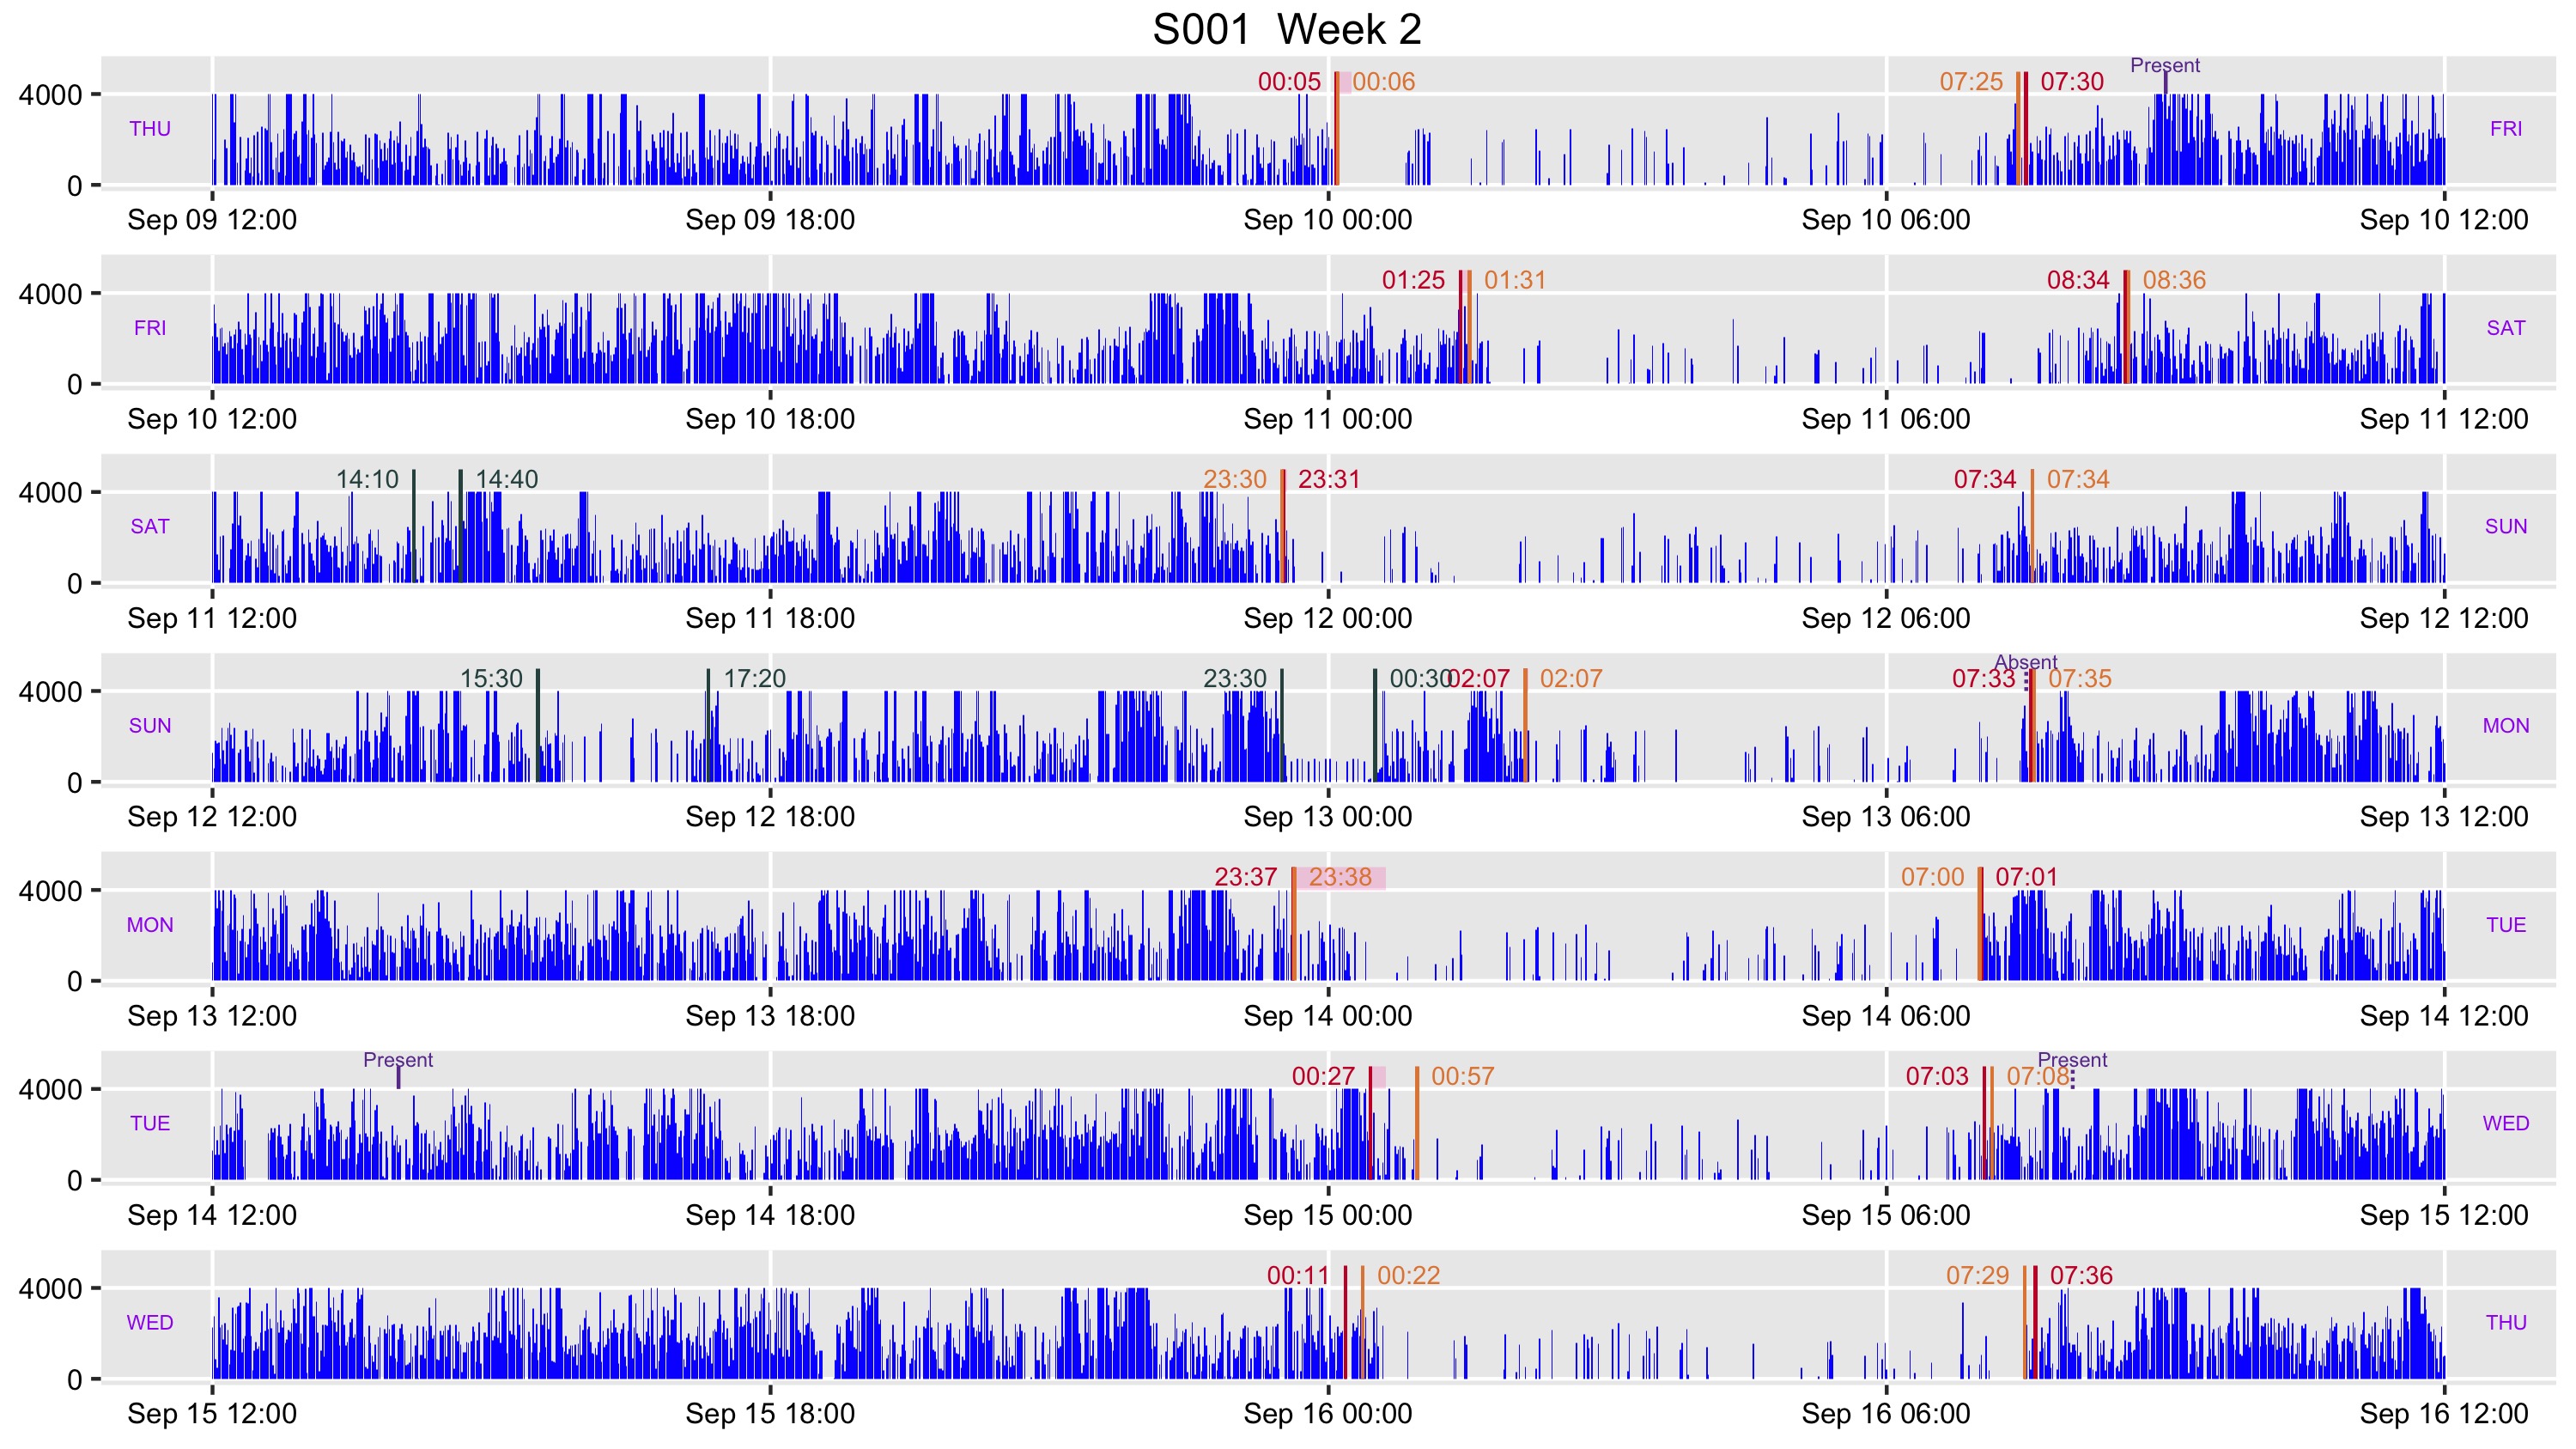 S001 Week 2
Present
00:05 00:06 07:25 07:30
4000
THU FRI
0
Sep 09 12:00 Sep 09 18:00 Sep 10 00:00 Sep 10 06:00 Sep 10 12:00
01:25 01:31 08:34 08:36
4000
FRI SAT
0
Sep 10 12:00 Sep 10 18:00 Sep 11 00:00 Sep 11 06:00 Sep 11 12:00
14:10 14:40 23:30 23:31 07:34 07:34
4000
SAT SUN
0
Sep 11 12:00 Sep 11 18:00 Sep 12 00:00 Sep 12 06:00 Sep 12 12:00
Absent
15:30 17:20 23:30 00:30 02:07 02:07 07:33 07:35
4000
SUN MON
0
Sep 12 12:00 Sep 12 18:00 Sep 13 00:00 Sep 13 06:00 Sep 13 12:00
23:37 23:38 07:00 07:01
4000
MON TUE
0
Sep 13 12:00 Sep 13 18:00 Sep 14 00:00 Sep 14 06:00 Sep 14 12:00
Present Present
00:27 00:57 07:03 07:08
4000
TUE WED
0
Sep 14 12:00 Sep 14 18:00 Sep 15 00:00 Sep 15 06:00 Sep 15 12:00
00:11 00:22 07:29 07:36
4000
WED THU
0
Sep 15 12:00 Sep 15 18:00 Sep 16 00:00 Sep 16 06:00 Sep 16 12:00